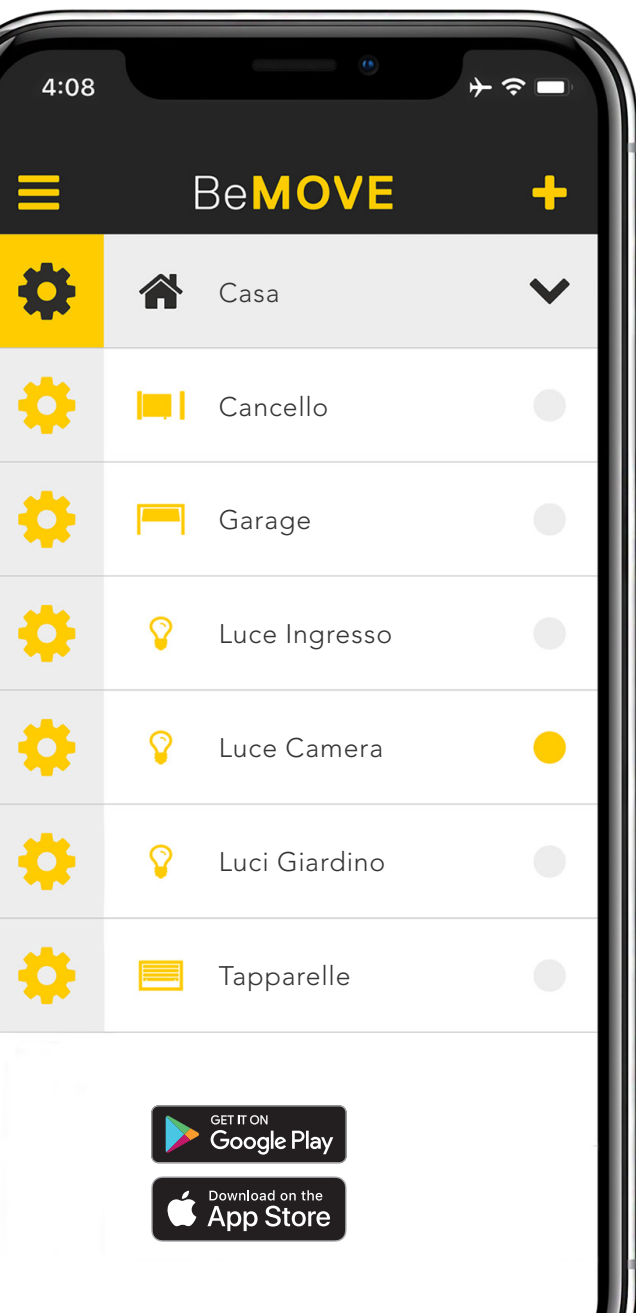 4:08
BeMOVE
Casa
Cancello
Garage
Luce Ingresso
Luce Camera
Luci Giardino
Tapparelle
GET IT ON
Google Play
Download on the
App Store